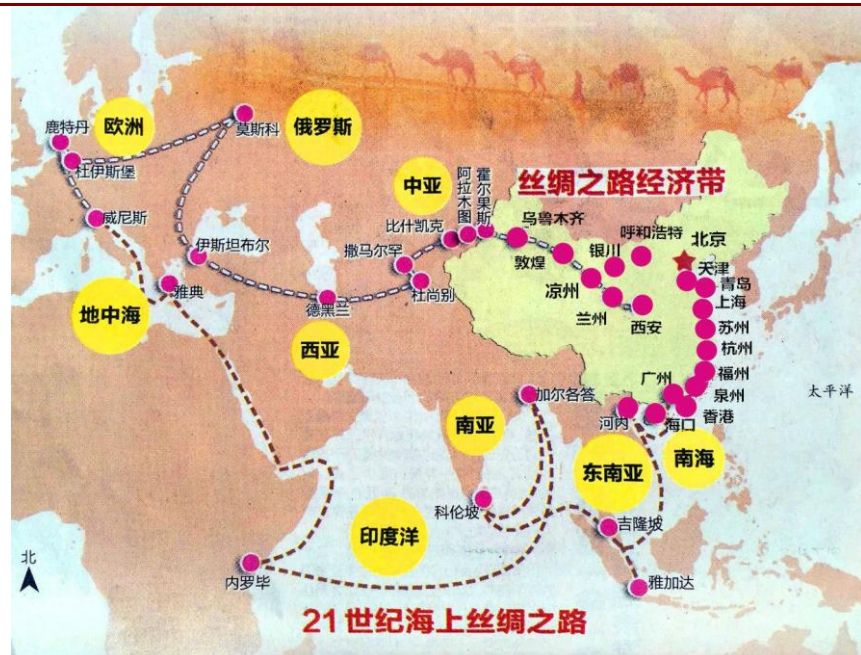 欧洲
俄罗斯
鹿特丹
莫斯科
杜伊斯堡
中亚
阿拉木图
霍尔果斯
丝绸之路经济带
威尼斯
比什凯克
乌鲁木齐
呼和浩特
北京
伊斯坦布尔
撒马尔罕
敦煌
银川
天津
雅典
杜尚别
凉州
青岛
地中海
德黑兰
兰州
西安
上海
苏州
西亚
杭州
广州
福州
太平洋
加尔各答
泉州
南亚
河内
海口
香港
东南亚
南海
科伦坡
吉隆坡
印度洋
北
内罗毕
雅加达
21世纪海上丝绸之路